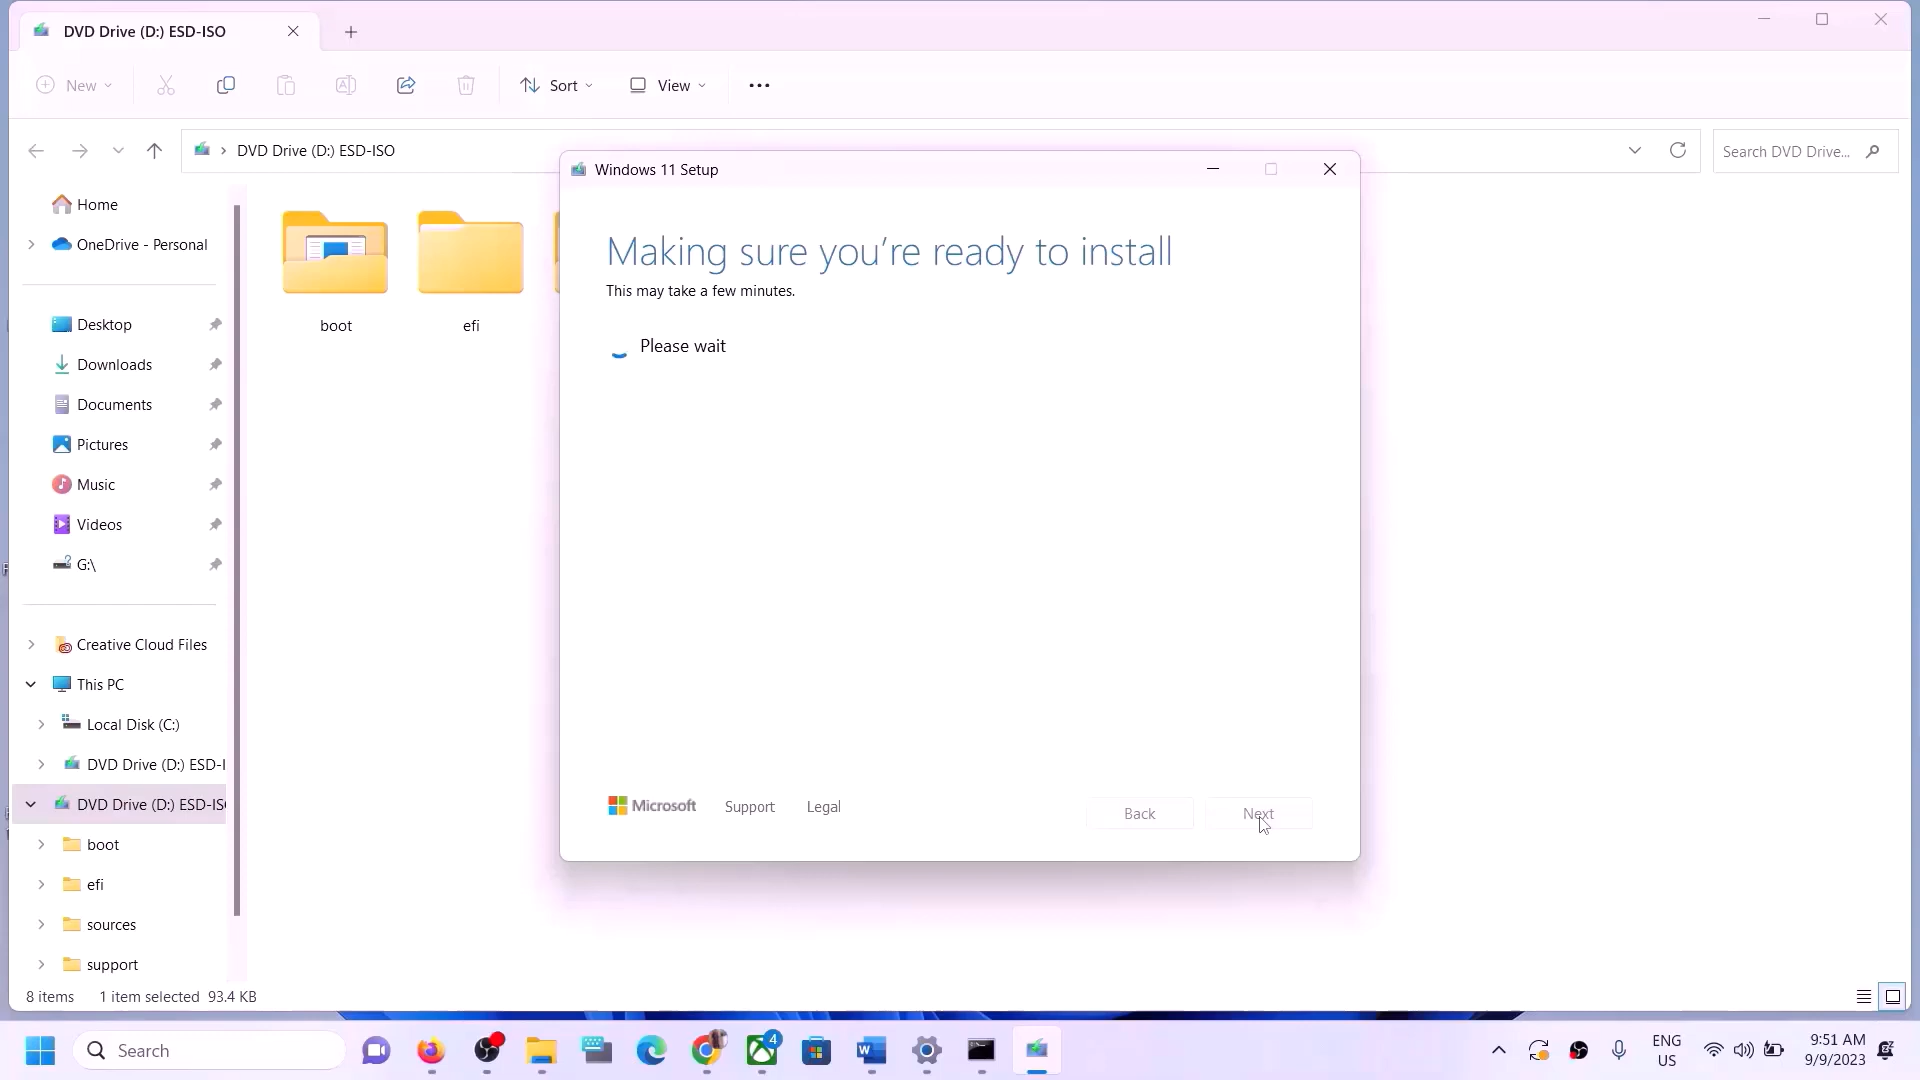 DVD Drive (D:) ESD-ISO
New
Sort
View
DVD Drive (D:) ESD-ISO
Search DVD Drive...
Home
OneDrive - Personal
Desktop
Downloads
Documents
Pictures
Music
Videos
G:\
Creative Cloud Files
This PC
Local Disk (C:)
DVD Drive (D:) ESD-I
DVD Drive (D:) ESD-IS
boot
efi
sources
support
boot
efi
Windows 11 Setup
Making sure you're ready to install
This may take a few minutes.
Please wait
Microsoft
Support
Legal
Back
Next
8 items
1 item selected 93.4 KB
Search
4
ENG
US
9:51 AM
9/9/2023